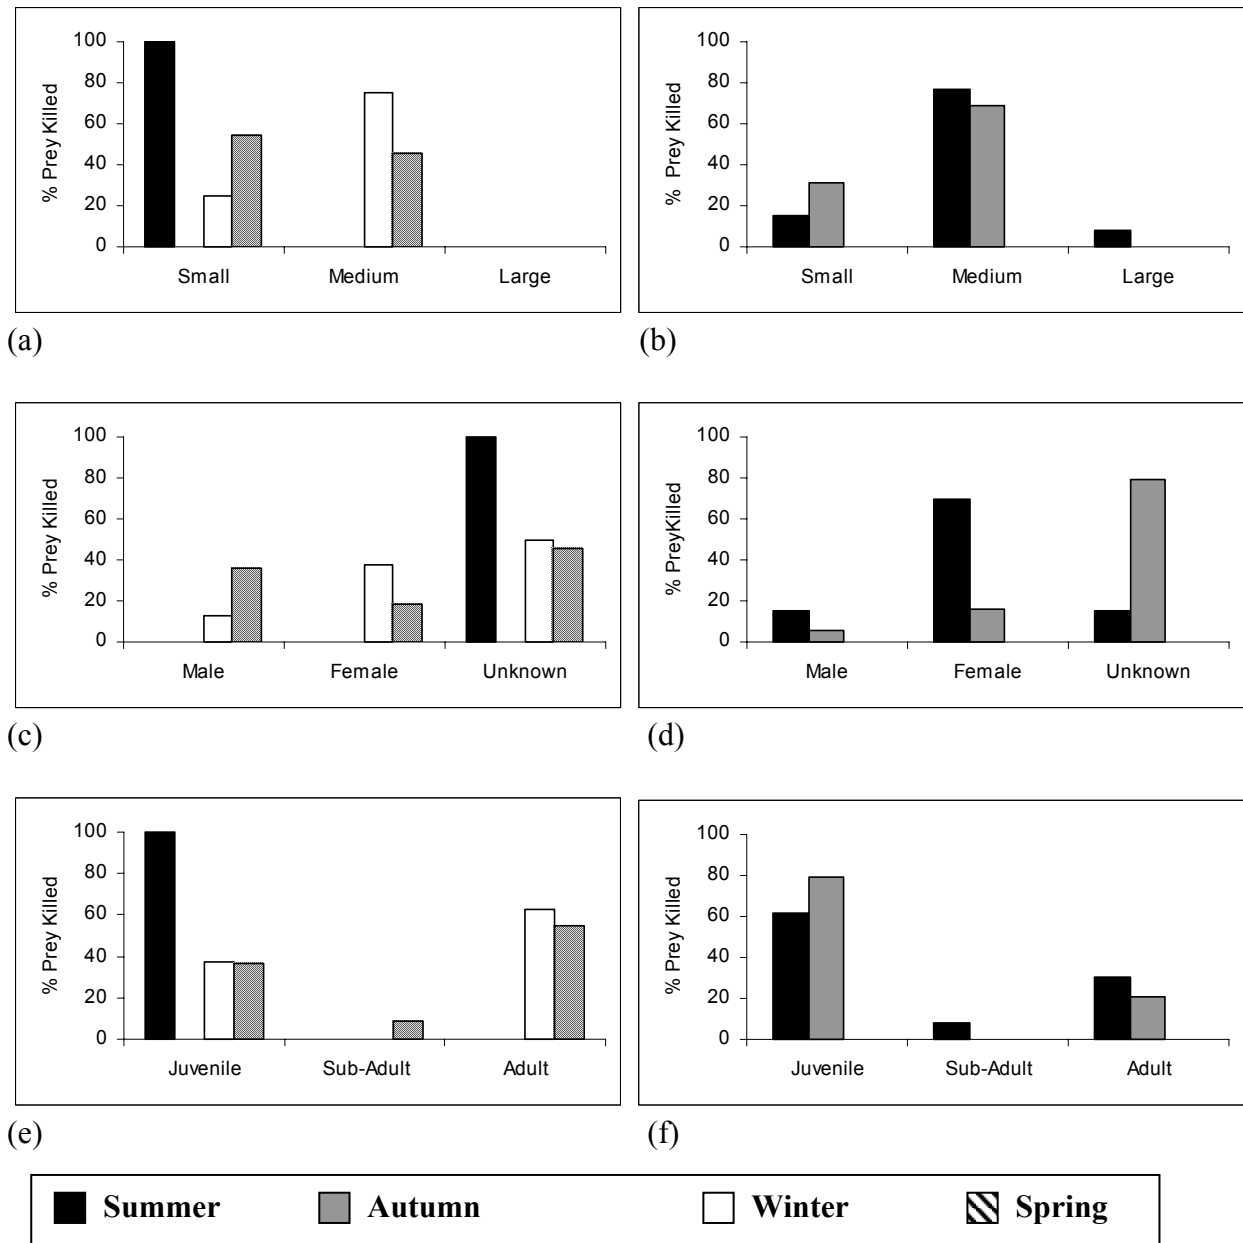 % Prey Killed
100
80
60
40
20
0
Small Medium Large
(a)
% Prey Killed
100
80
60
40
20
0
Small Medium Large
(b)
% Prey Killed
100
80
60
40
20
0
Male Female Unknown
(c)
% PreyKilled
100
80
60
40
20
0
Male Female Unknown
(d)
% Prey Killed
100
80
60
40
20
0
Juvenile Sub-Adult Adult
(e)
% Prey Killed
100
80
60
40
20
0
Juvenile Sub-Adult Adult
(f)
Summer Autumn Winter Spring